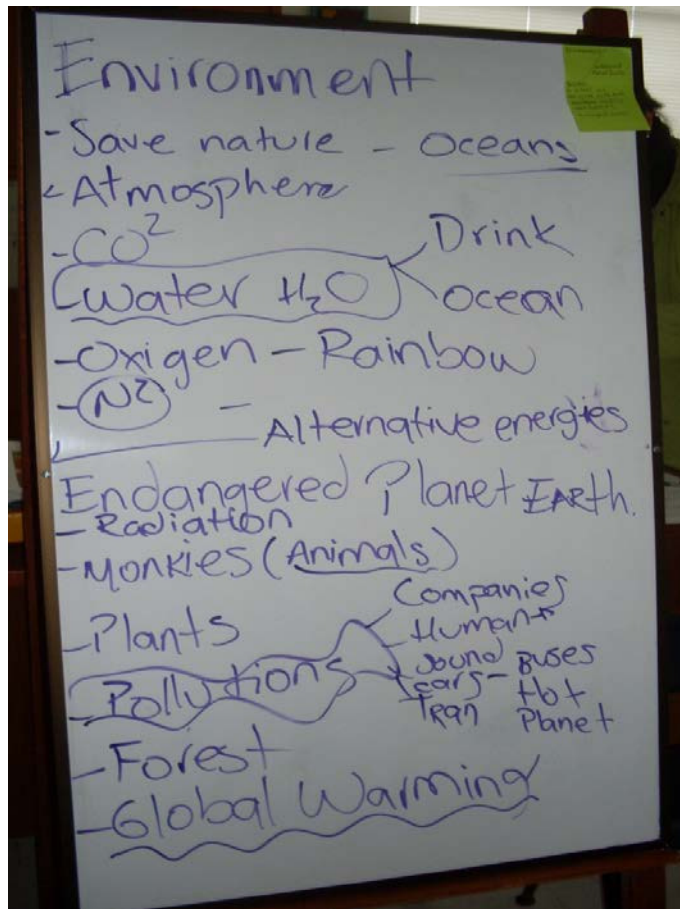 Environment
- Save nature - Oceans
- Atmosphere
- CO²
- Water H₂O
Drink
Ocean
- Oxigen - Rainbow
- N² -
Alternative energies
Endangered Planet EARth.
- Radiation
- Monkies (Animals)
- Plants
- Pollutions
Companies
- Human
Sound
cars - Buses
Hot
Planet
- Forest
- Global Warming